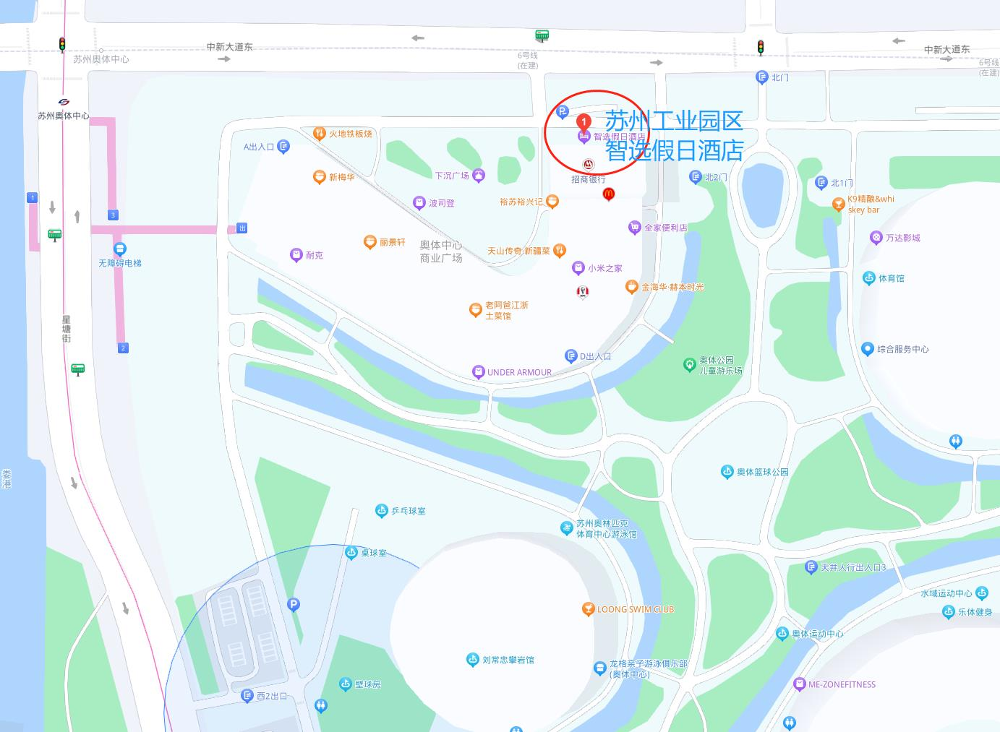 中新大道东
中新大道东
苏州奥体中心
6号线
(在建)
6号线
(在建)
北门
苏州奥体中心
P
1
苏州工业园区
智选假日酒店
智选假日酒店
火地铁板烧
A出入口
招商银行
新梅华
下沉广场
北2门
北1门
1
波司登
裕苏裕兴记
K9精酿&whi
skey bar
3
出
全家便利店
万达影城
无障碍电梯
丽景轩
奥体中心
商业广场
耐克
天山传奇·新疆菜
小米之家
体育馆
金海华·赫本时光
老阿爸江浙
土菜馆
星塘街
2
D出入口
综合服务中心
UNDER ARMOUR
奥体公园
儿童游乐场
娄港
奥体篮球公园
乒乓球室
苏州奥林匹克
体育中心游泳馆
桌球室
天井人行出入口3
P
LOONG SWIM CLUB
水域运动中心
乐体健身
奥体运动中心
刘常忠攀岩馆
龙格亲子游泳俱乐部
(奥体中心)
壁球房
ME-ZONEFITNESS
西2出口